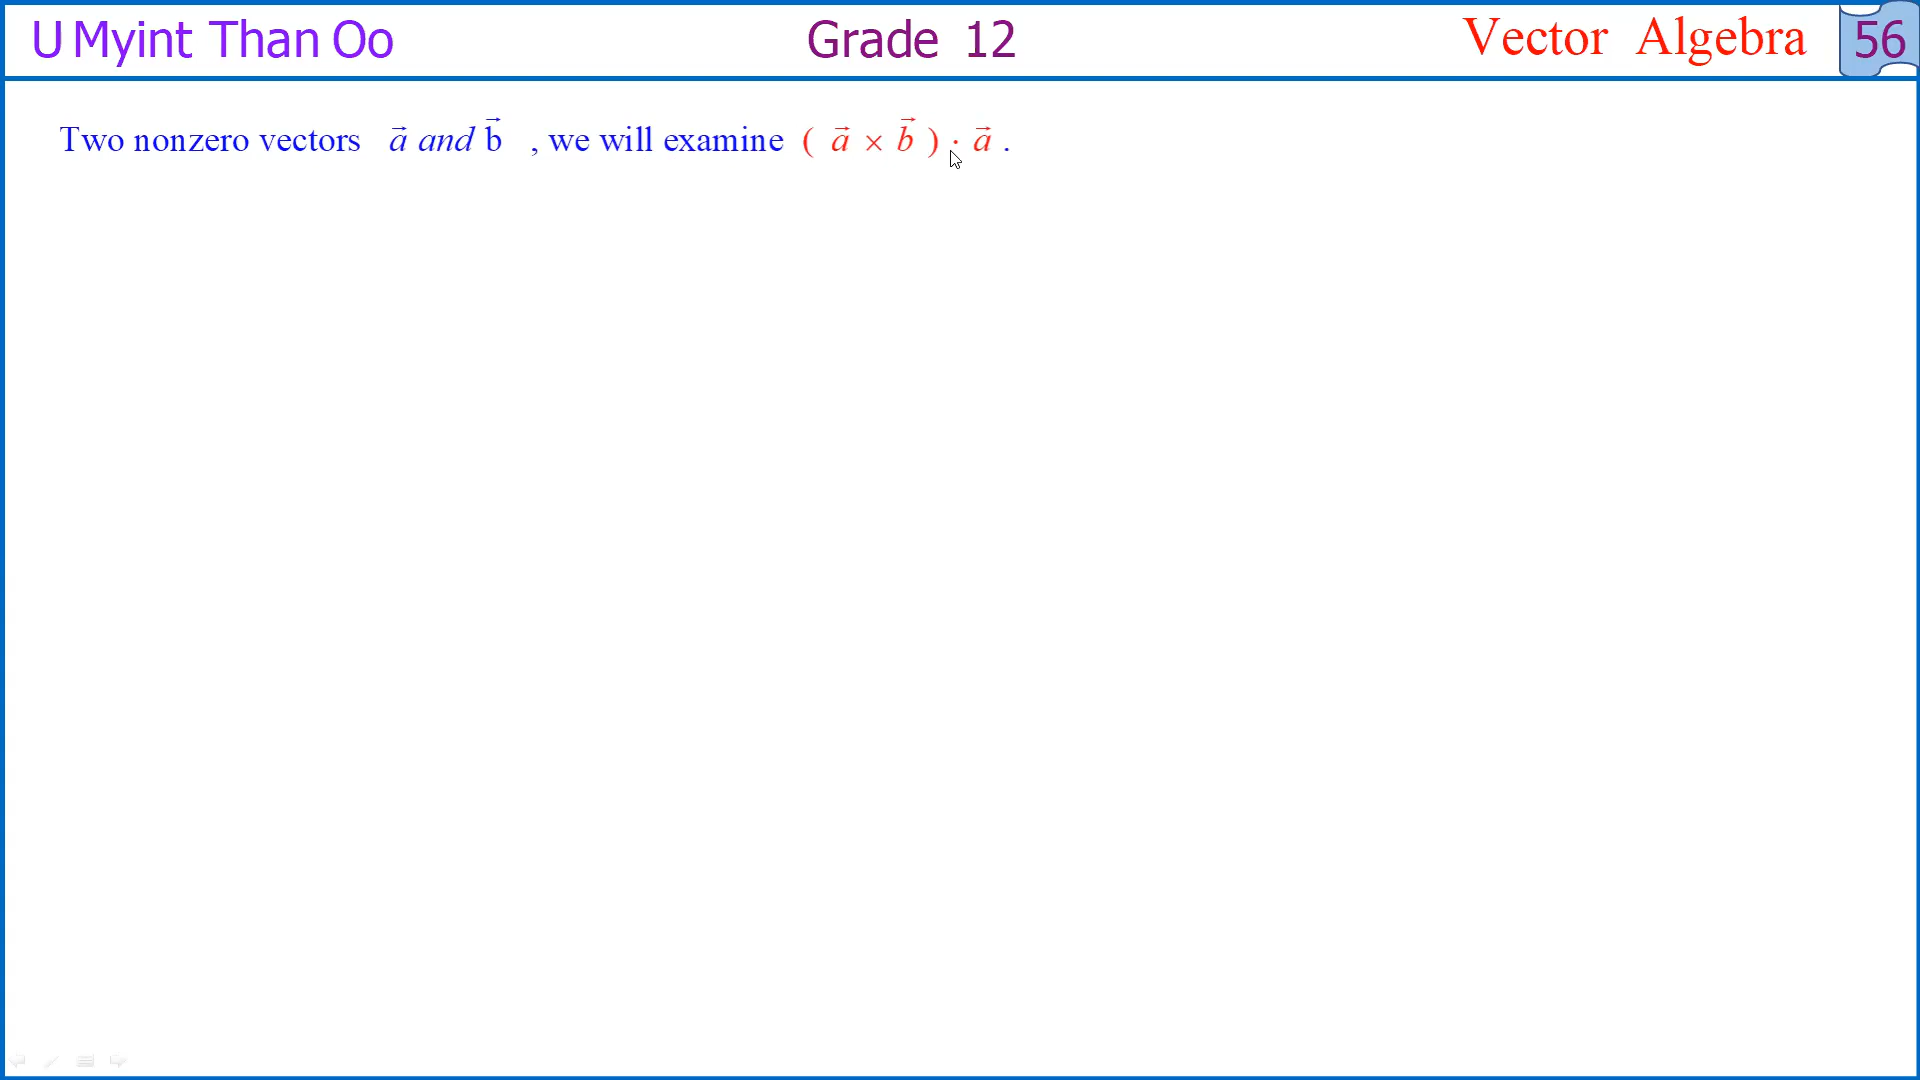 U Myint Than Oo Grade 12 Vector Algebra 56
Two nonzero vectors a⃗ and b⃗ , we will examine ( a⃗ × b⃗ ) · a⃗ .